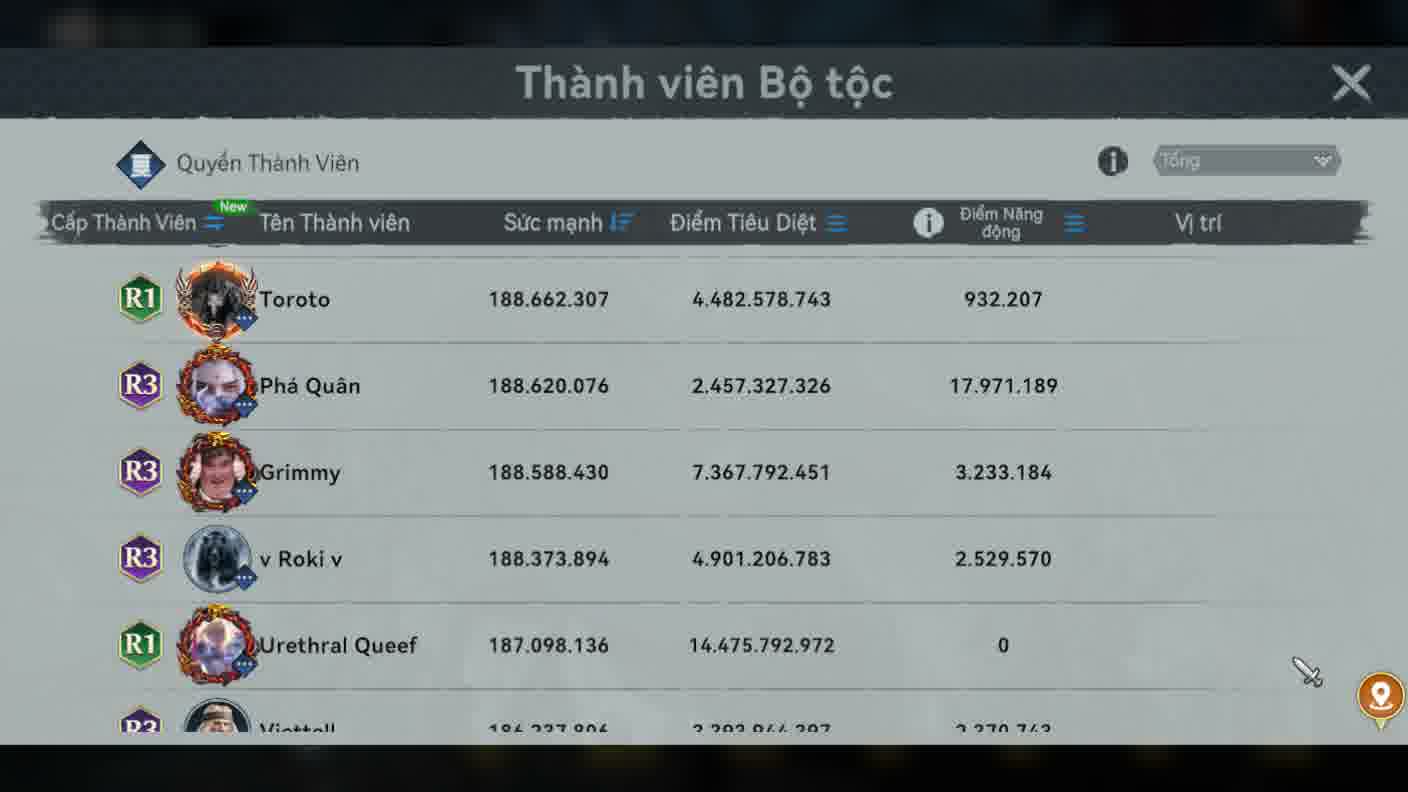 Thành viên Bộ tộc
Quyển Thành Viên
Tổng
Cấp Thành Viên New Tên Thành viên Sức mạnh Điểm Tiêu Diệt Điểm Năng động Vị trí
R1 Toroto 188.662.307 4.482.578.743 932.207
R3 Phá Quân 188.620.076 2.457.327.326 17.971.189
R3 Grimmy 188.588.430 7.367.792.451 3.233.184
R3 v Roki v 188.373.894 4.901.206.783 2.529.570
R1 Urethral Queef 187.098.136 14.475.792.972 0
R3